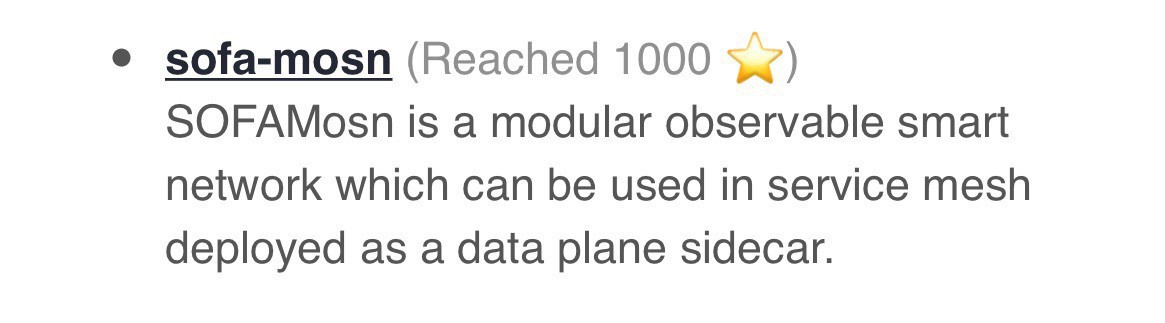 • sofa-mosn (Reached 1000 ⭐)
SOFAMosn is a modular observable smart
network which can be used in service mesh
deployed as a data plane sidecar.